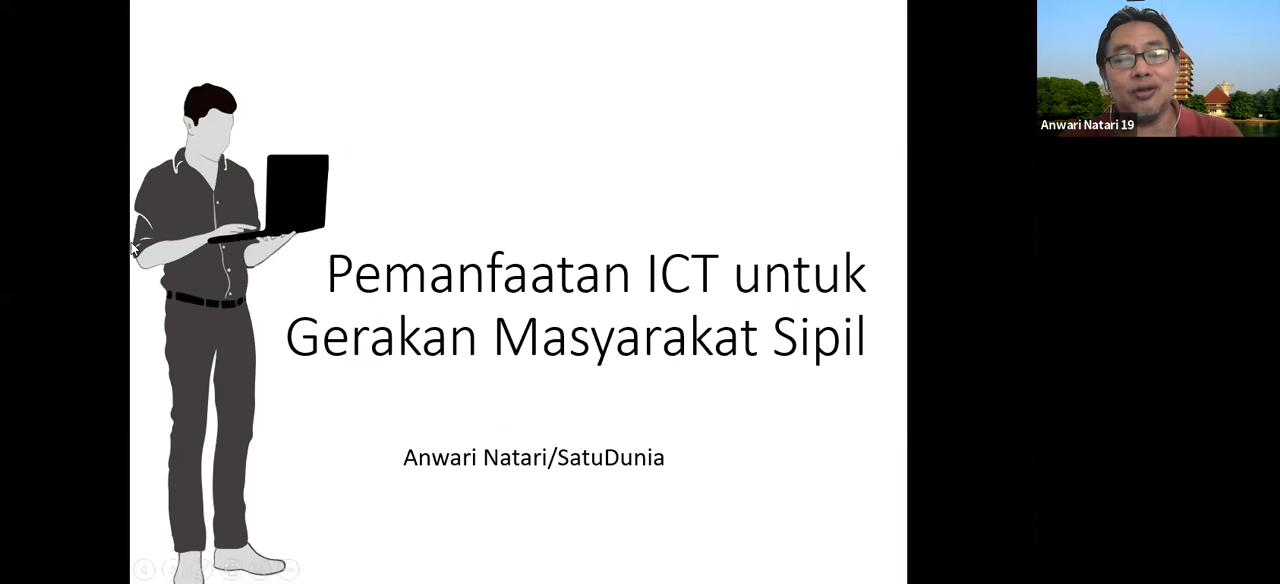 Pemanfaatan ICT untuk
Gerakan Masyarakat Sipil
Anwari Natari/SatuDunia
Anwari Natari 19